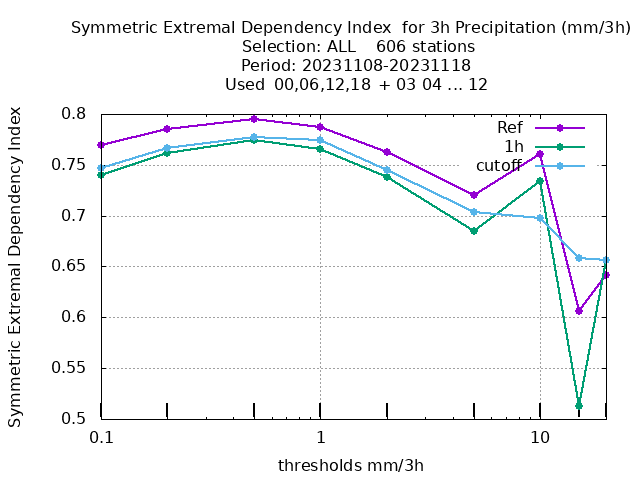 Symmetric Extremal Dependency Index  for 3h Precipitation (mm/3h)
Selection: ALL    606 stations
Period: 20231108-20231118
Used  00,06,12,18  + 03 04 ... 12
Symmetric Extremal Dependency Index
0.8
0.75
0.7
0.65
0.6
0.55
0.5
Ref
1h
cutoff
0.1
1
10
thresholds mm/3h